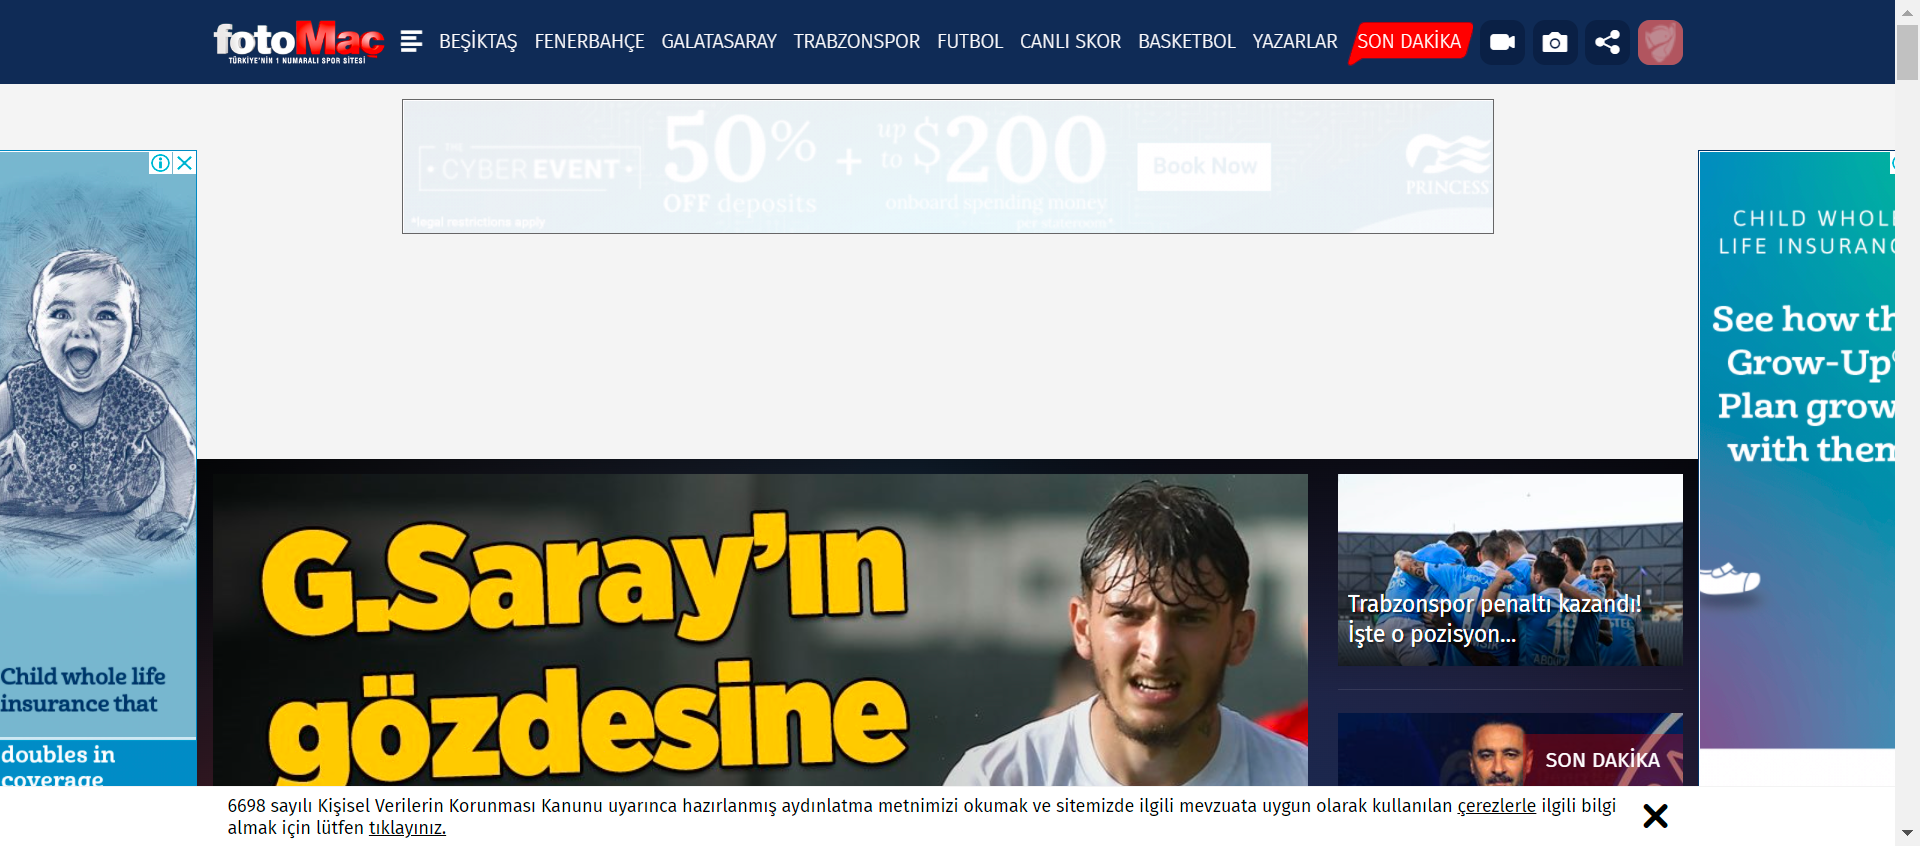 fotoMaç
TÜRKİYE'NİN 1 NUMARALI SPOR SİTESİ
BEŞİKTAŞ
FENERBAHÇE
GALATASARAY
TRABZONSPOR
FUTBOL
CANLI SKOR
BASKETBOL
YAZARLAR
SON DAKİKA
THE
CYBER EVENT
*legal restrictions apply
50%
OFF deposits
+
up
to
$200
onboard spending money
per stateroom*
Book Now
PRINCESS
Child whole life
insurance that
doubles in
coverage
G.Saray'ın
gözdesine
Trabzonspor penaltı kazandı!
İşte o pozisyon...
SON DAKİKA
CHILD WHOL
LIFE INSURANC
See how th
Grow-Up
Plan grow
with them
6698 sayılı Kişisel Verilerin Korunması Kanunu uyarınca hazırlanmış aydınlatma metnimizi okumak ve sitemizde ilgili mevzuata uygun olarak kullanılan çerezlerle ilgili bilgi
almak için lütfen tıklayınız.